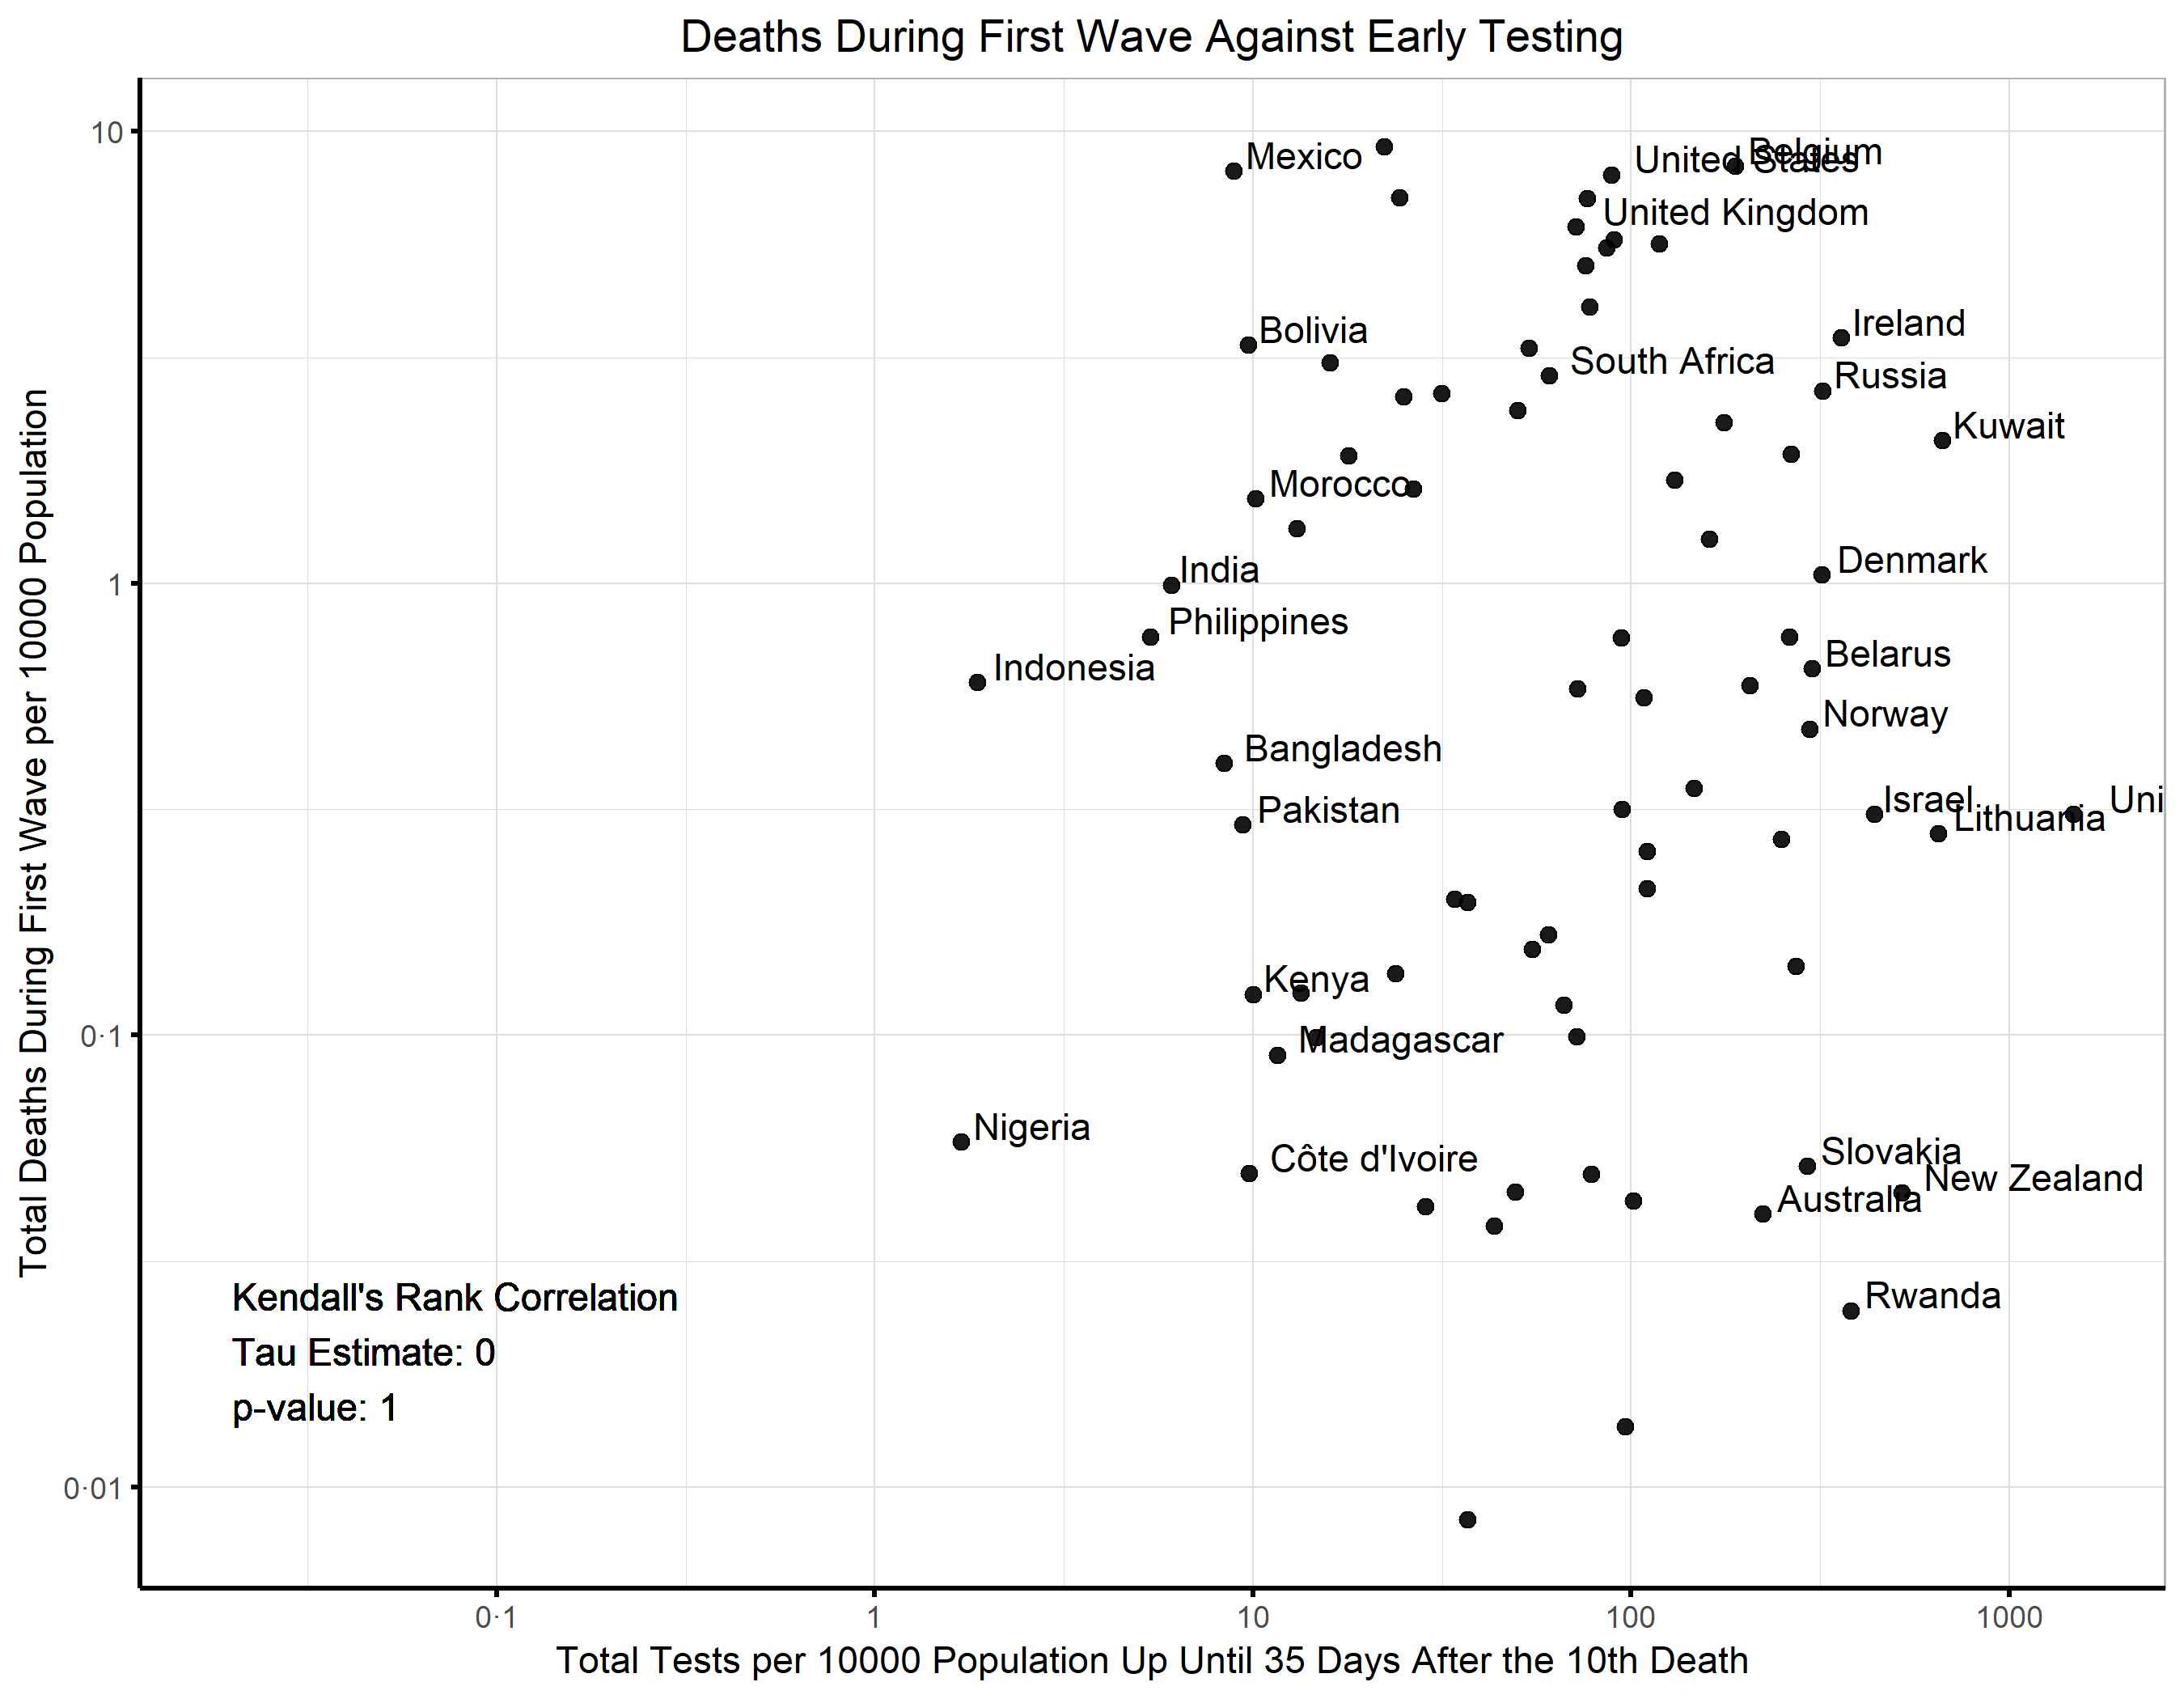 Deaths During First Wave Against Early Testing
Total Deaths During First Wave per 10000 Population
10
1
0·1
0·01
Mexico
United States
Belgium
United Kingdom
Bolivia
Ireland
South Africa
Russia
Kuwait
Morocco
India
Denmark
Philippines
Indonesia
Belarus
Norway
Bangladesh
Pakistan
Israel
Uni
Lithuania
Kenya
Madagascar
Nigeria
Côte d'Ivoire
Slovakia
New Zealand
Australia
Rwanda
Kendall's Rank Correlation
Tau Estimate: 0
p-value: 1
0·1
1
10
100
1000
Total Tests per 10000 Population Up Until 35 Days After the 10th Death